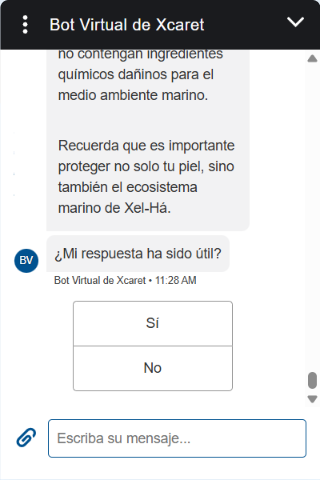 Bot Virtual de Xcaret
no contengan ingredientes
químicos dañinos para el
medio ambiente marino.
Recuerda que es importante
proteger no solo tu piel, sino
también el ecosistema
marino de Xel-Há.
¿Mi respuesta ha sido útil?
BV
Bot Virtual de Xcaret • 11:28 AM
Sí
No
Escriba su mensaje...